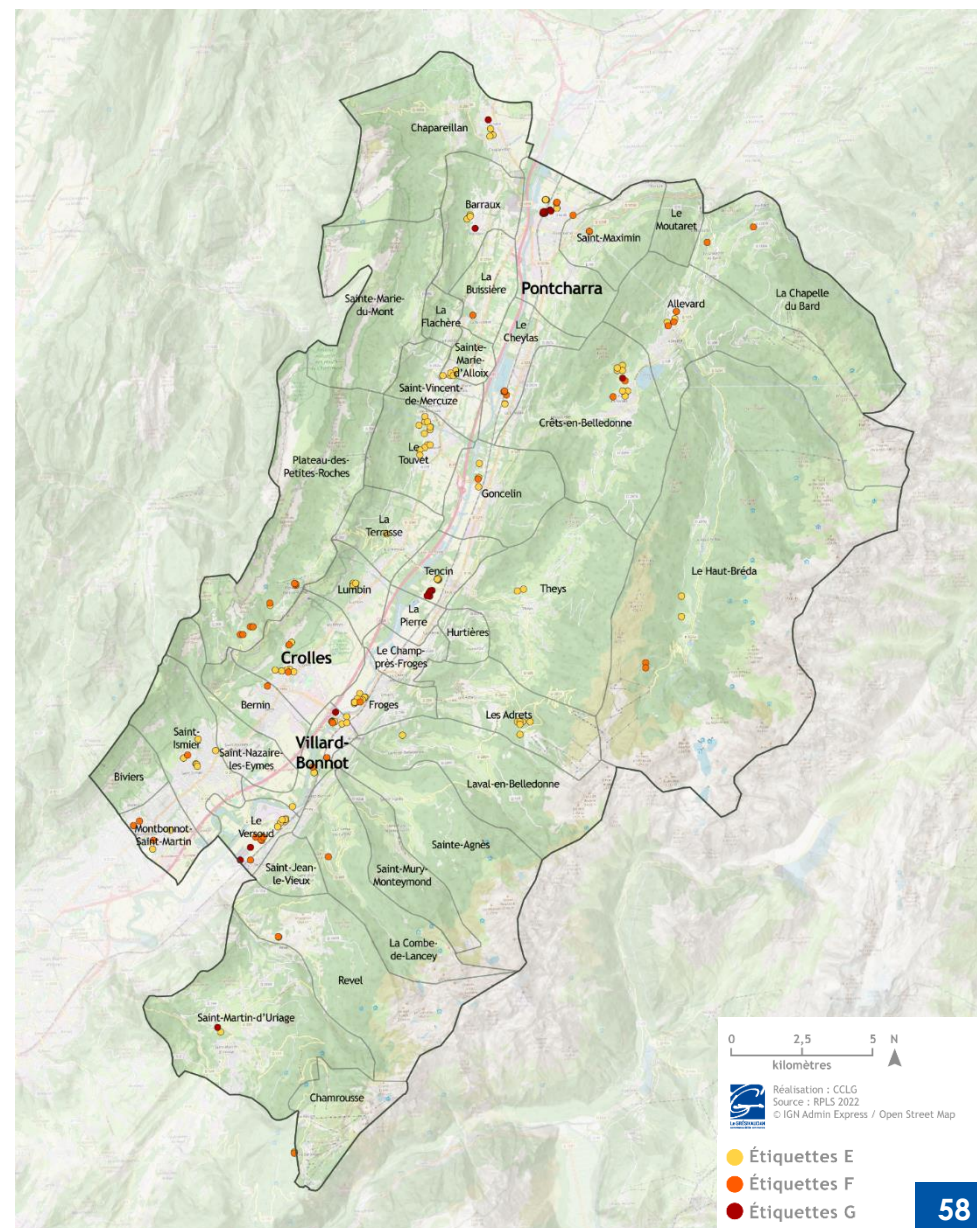 Chapareillan
Barraux
Le
Moutaret
Saint-Maximin
La Chapelle
du Bard
La
Buissière
Pontcharra
Sainte-Marie-
du-Mont
La
Flachère
Allevard
Le
Cheylas
Sainte-
Marie-
d'Alloix
Saint-Vincent-
de-Mercuze
Crêts-en-Belledonne
Le
Touvet
Plateau-des-
Petites-Roches
Goncelin
La
Terrasse
Le Haut-Bréda
Tencin
Lumbin
Theys
La
Pierre
Hurtières
Crolles
Le Champ-
près-Froges
Bernin
Froges
Les Adrets
Saint-
Ismier
Villard-
Bonnot
Saint-Nazaire-
les-Eymes
Biviers
Laval-en-Belledonne
Le
Versoud
Montbonnot-
Saint-Martin
Sainte-Agnès
Saint-Jean-
le-Vieux
Saint-Mury-
Monteymond
La Combe-
de-Lancey
Revel
Saint-Martin-d'Uriage
Chamrousse
0 2,5 5 N
kilomètres
Réalisation : CCLG
Source : RPLS 2022
© IGN Admin Express / Open Street Map
Le GRÉSIVAUDAN
Étiquettes E
Étiquettes F
Étiquettes G
58